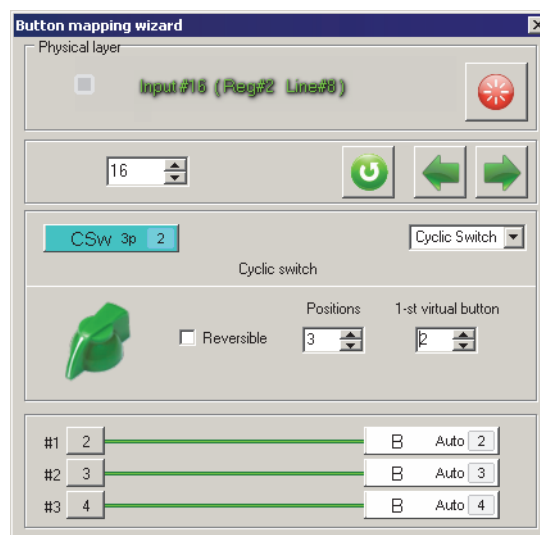 Button mapping wizard
Physical layer
Input #16 (Reg#2 Line#8)
16
CSw 3p 2
Cyclic Switch
Cyclic switch
Positions 1-st virtual button
Reversible 3 2
#1 2 B Auto 2
#2 3 B Auto 3
#3 4 B Auto 4